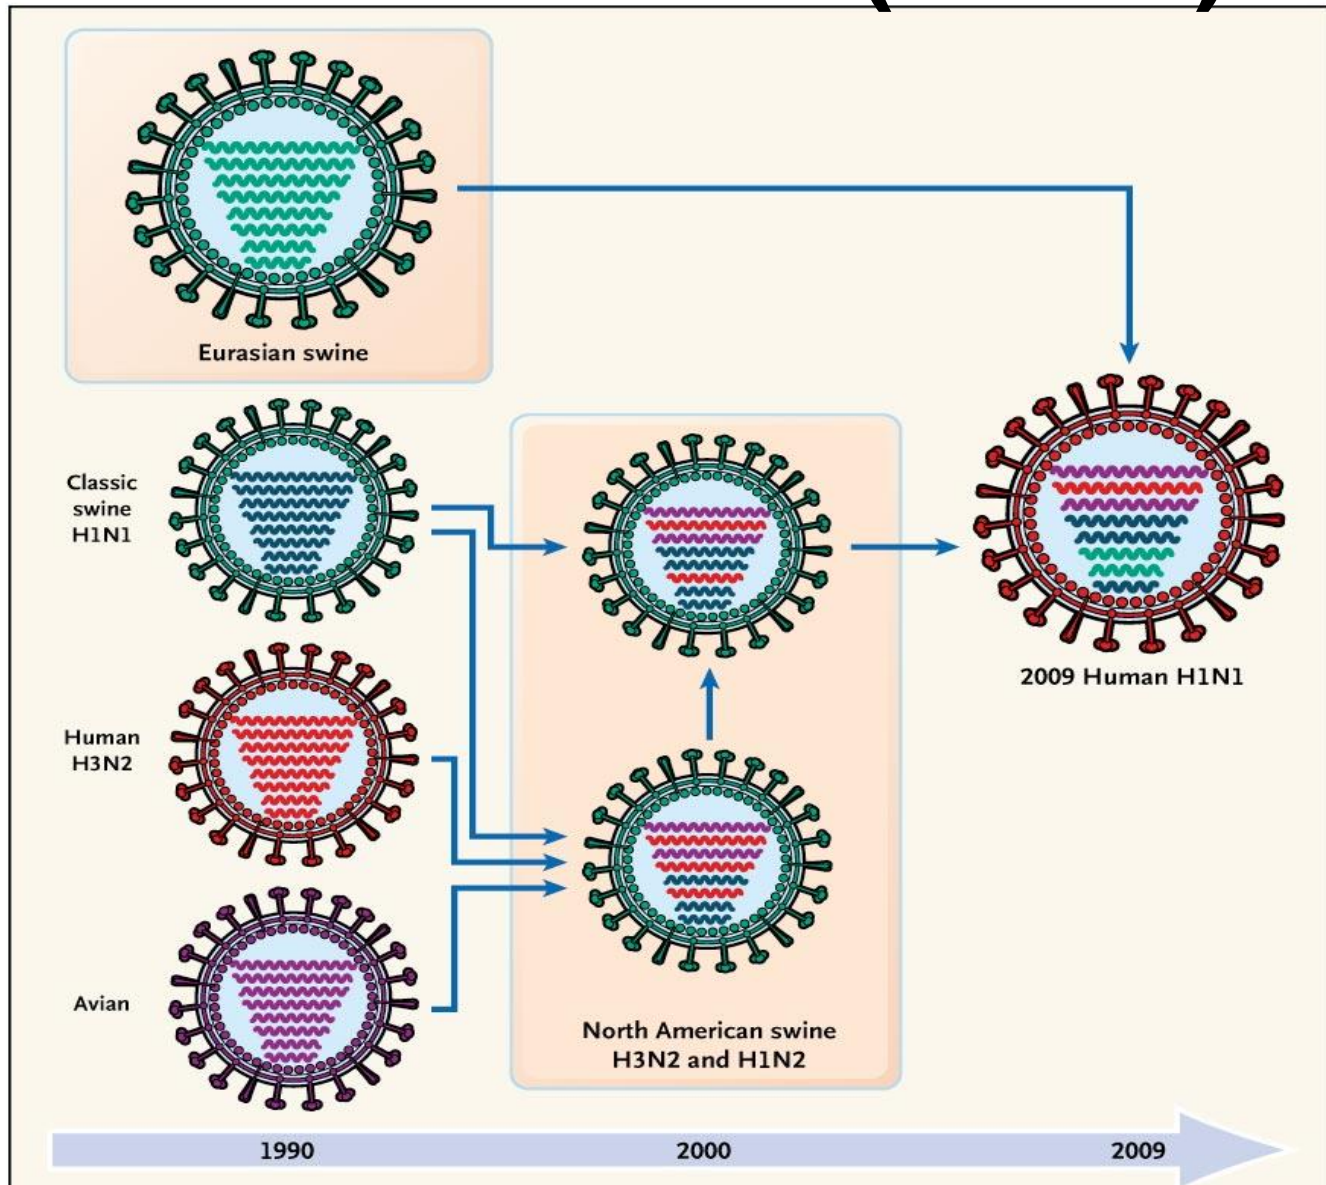 Eurasian swine
Classic
swine
H1N1
Human
H3N2
Avian
North American swine
H3N2 and H1N2
2009 Human H1N1
1990
2000
2009